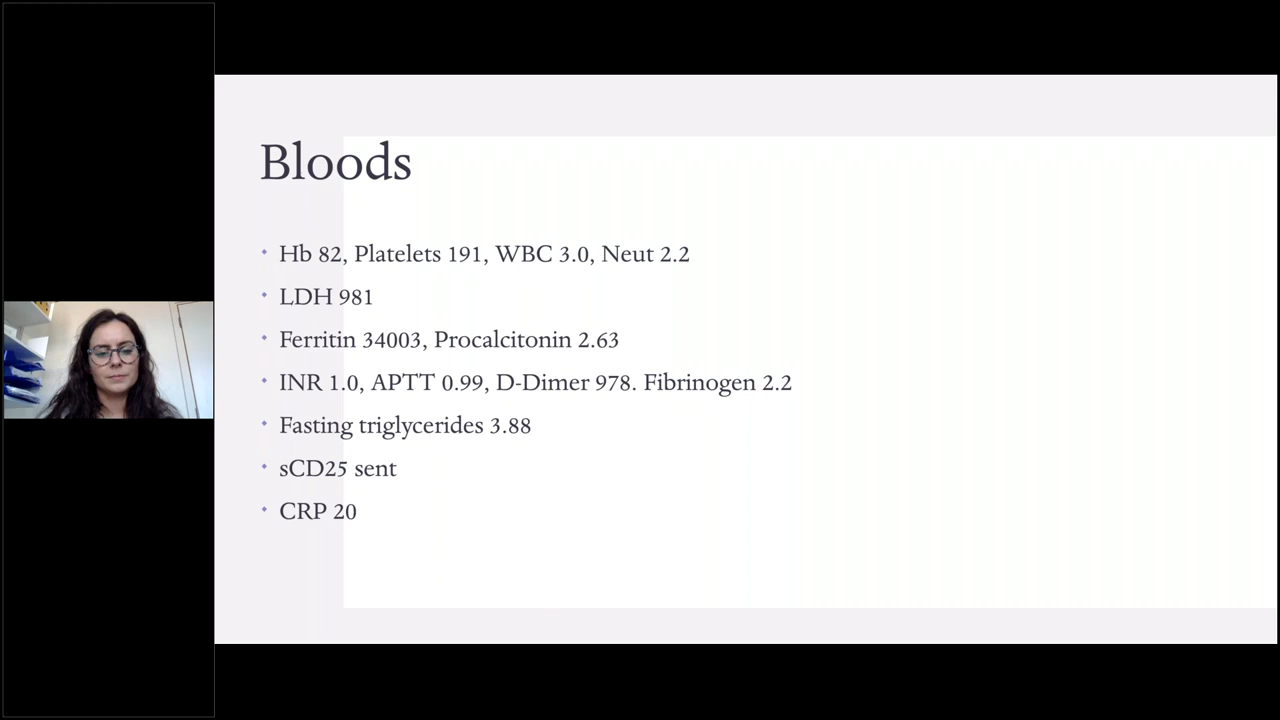 Bloods
Hb 82, Platelets 191, WBC 3.0, Neut 2.2
LDH 981
Ferritin 34003, Procalcitonin 2.63
INR 1.0, APTT 0.99, D-Dimer 978. Fibrinogen 2.2
Fasting triglycerides 3.88
sCD25 sent
CRP 20